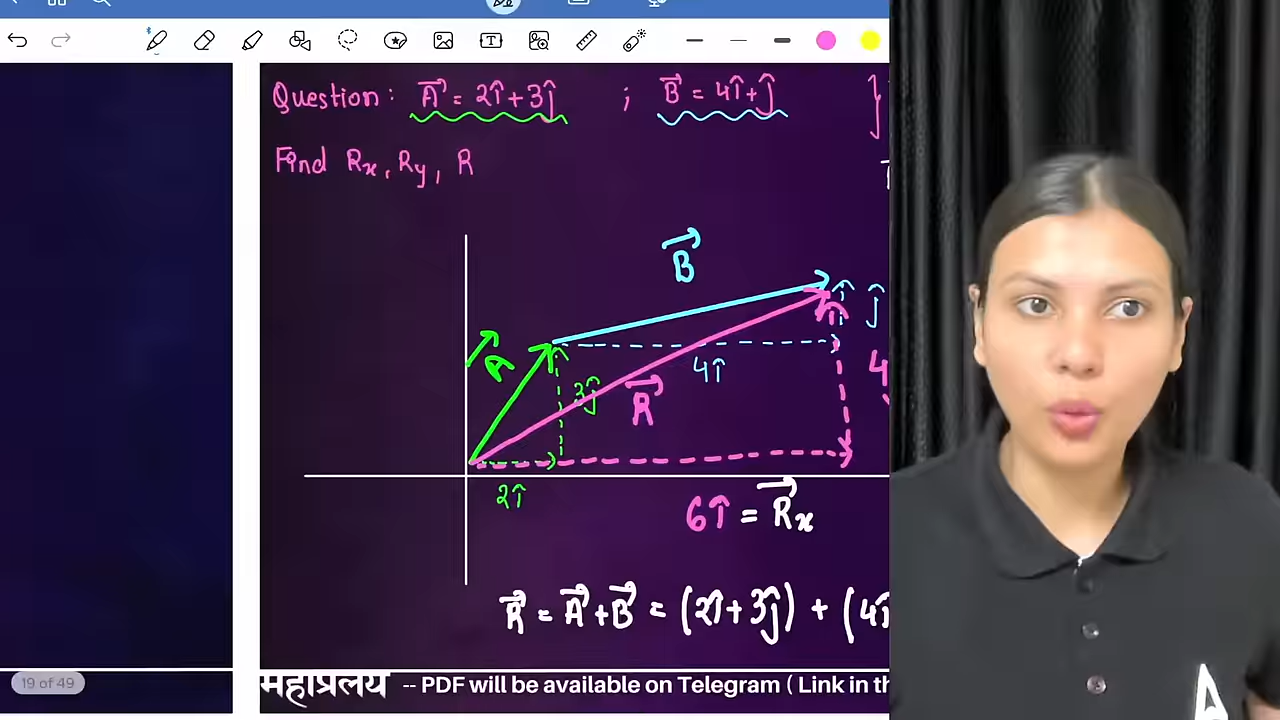 Question: A⃗ = 2î+3ĵ ; B⃗ = 4î+ĵ }
Find Rx, Ry, R
B⃗
î ĵ
A⃗
4î
3ĵ
R⃗
4
2î
6î = R⃗x
R⃗ = A⃗+B⃗ = (2î+3ĵ) + (4î
19 of 49
महाप्रलय -- PDF will be available on Telegram ( Link in th